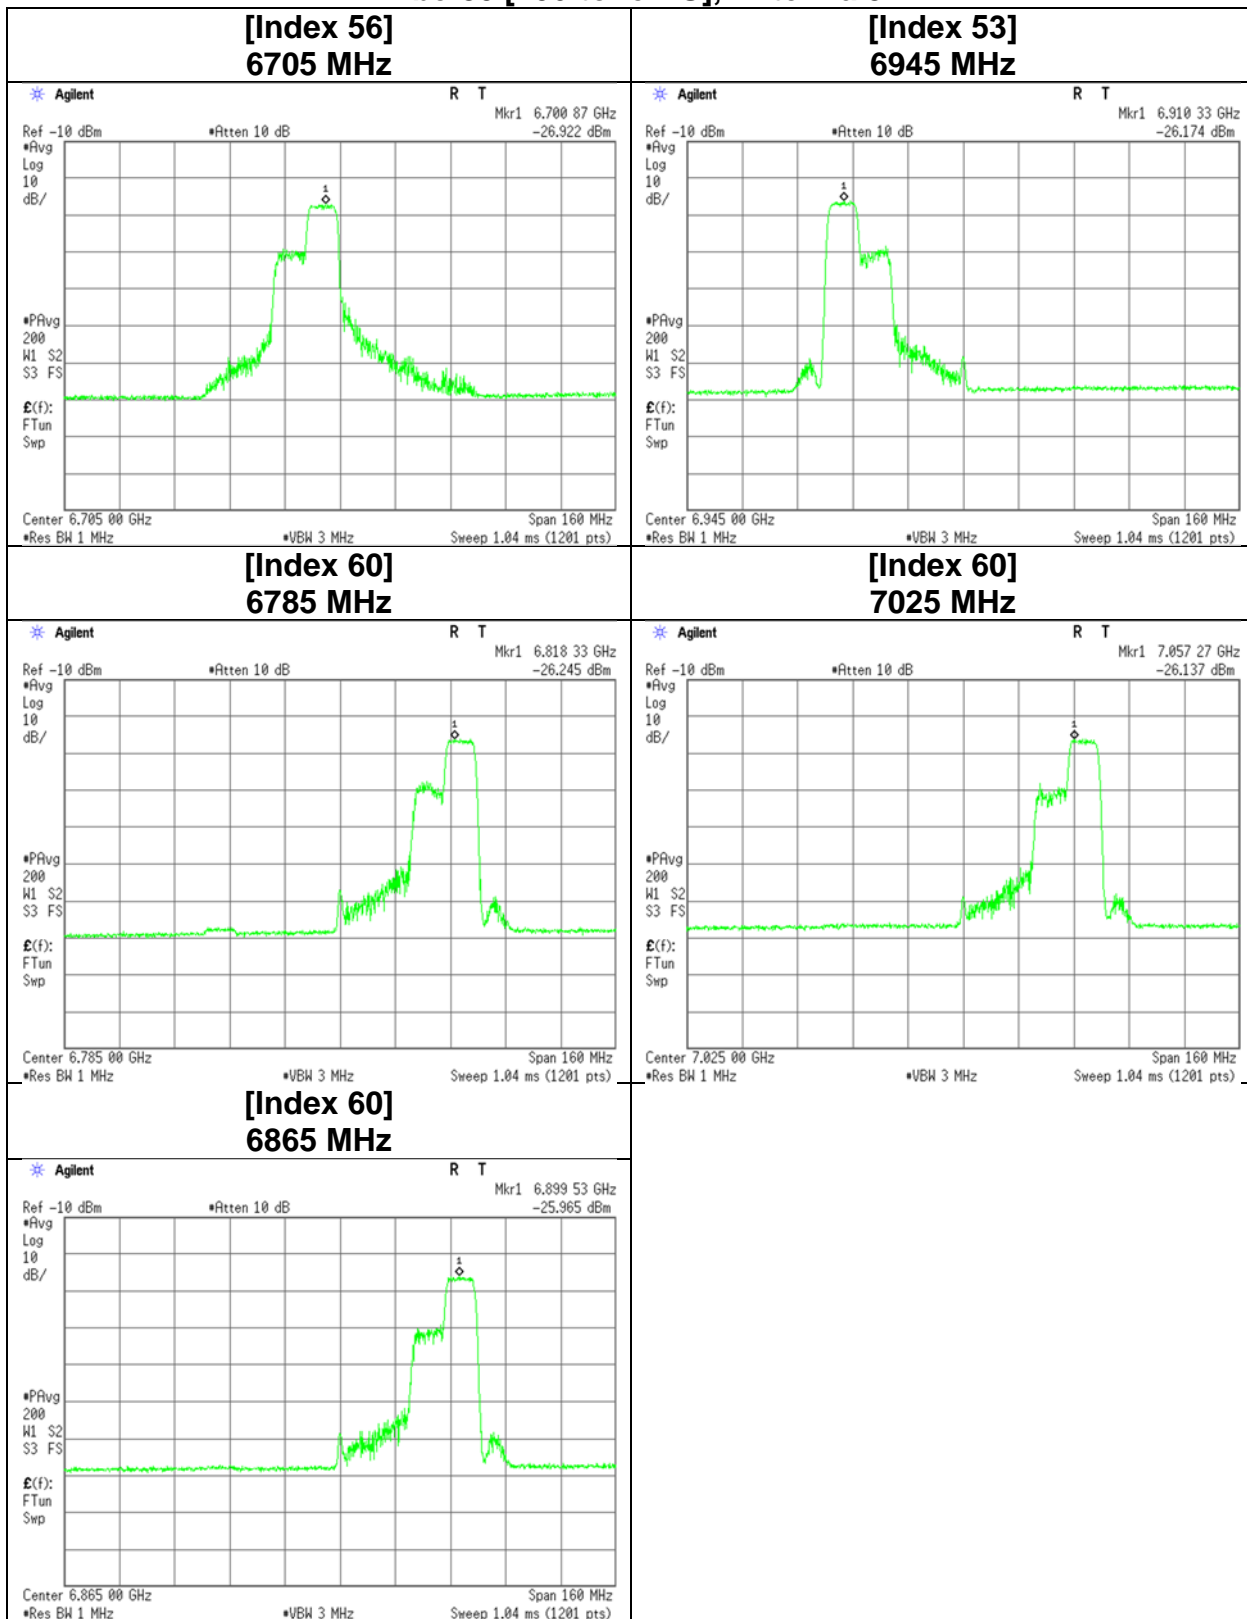 [Index 56]
6705 MHz
Agilent
R T
Mkr1 6.700 87 GHz
Ref -10 dBm #Atten 10 dB -26.922 dBm
#Avg
Log
10
dB/
1
#PAvg
200
W1 S2
S3 FS
£(f):
FTun
Swp
Center 6.705 00 GHz Span 160 MHz
#Res BW 1 MHz #VBW 3 MHz Sweep 1.04 ms (1201 pts)
[Index 53]
6945 MHz
Agilent
R T
Mkr1 6.910 33 GHz
Ref -10 dBm #Atten 10 dB -26.174 dBm
#Avg
Log
10
dB/
1
#PAvg
200
W1 S2
S3 FS
£(f):
FTun
Swp
Center 6.945 00 GHz Span 160 MHz
#Res BW 1 MHz #VBW 3 MHz Sweep 1.04 ms (1201 pts)
[Index 60]
6785 MHz
Agilent
R T
Mkr1 6.818 33 GHz
Ref -10 dBm #Atten 10 dB -26.245 dBm
#Avg
Log
10
dB/
1
#PAvg
200
W1 S2
S3 FS
£(f):
FTun
Swp
Center 6.785 00 GHz Span 160 MHz
#Res BW 1 MHz #VBW 3 MHz Sweep 1.04 ms (1201 pts)
[Index 60]
7025 MHz
Agilent
R T
Mkr1 7.057 27 GHz
Ref -10 dBm #Atten 10 dB -26.137 dBm
#Avg
Log
10
dB/
1
#PAvg
200
W1 S2
S3 FS
£(f):
FTun
Swp
Center 7.025 00 GHz Span 160 MHz
#Res BW 1 MHz #VBW 3 MHz Sweep 1.04 ms (1201 pts)
[Index 60]
6865 MHz
Agilent
R T
Mkr1 6.899 53 GHz
Ref -10 dBm #Atten 10 dB -25.965 dBm
#Avg
Log
10
dB/
1
#PAvg
200
W1 S2
S3 FS
£(f):
FTun
Swp
Center 6.865 00 GHz Span 160 MHz
#Res BW 1 MHz #VBW 3 MHz Sweep 1.04 ms (1201 pts)